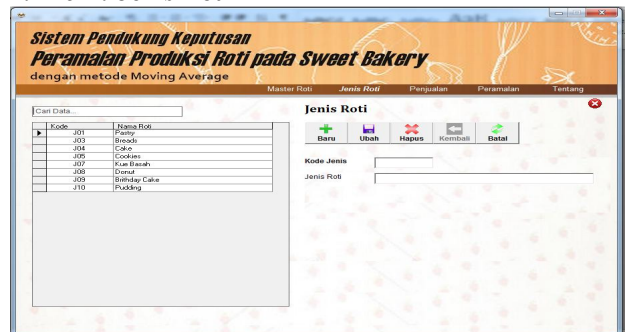 Sistem Pendukung Keputusan
Peramalan Produksi Roti pada Sweet Bakery
dengan metode Moving Average
Master Roti Jenis Roti Penjualan Peramalan Tentang
Cari Data...
Jenis Roti
Kode Nama Roti
J01 Pastry
J03 Breads
J04 Cake
J05 Cookies
J07 Kue Basah
J08 Donut
J09 Brithday Cake
J10 Pudding
Baru Ubah Hapus Kembali Batal
Kode Jenis
Jenis Roti